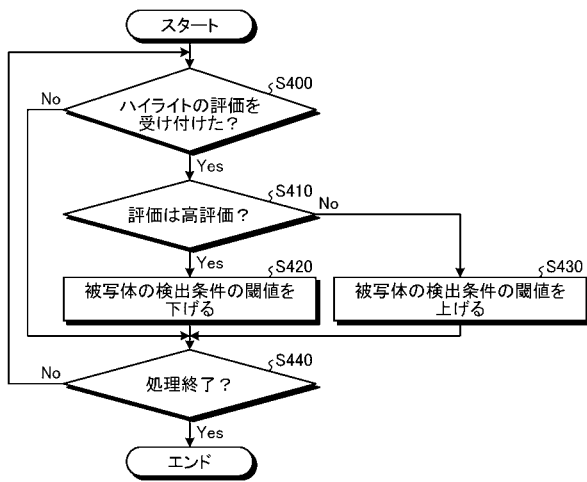 スタート
S400
No
ハイライトの評価を
受け付けた？
Yes
S410
No
評価は高評価？
Yes
S420
S430
被写体の検出条件の閾値を
下げる
被写体の検出条件の閾値を
上げる
S440
No
処理終了？
Yes
エンド